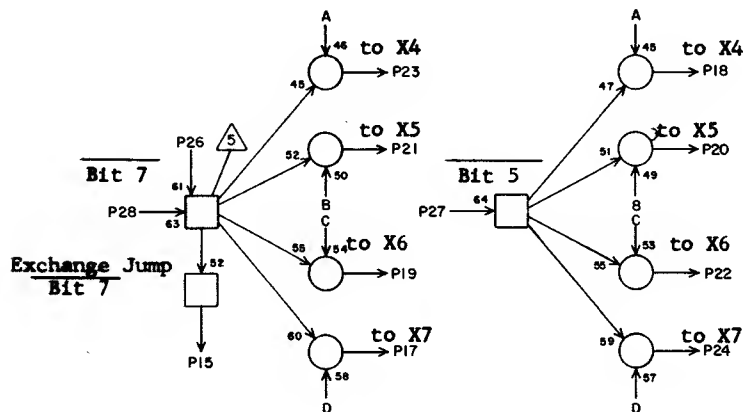 A
A
46
to X4
48
to X4
45
P23
47
P18
5
P26
to X5
to X5
Bit 7
52
P21
Bit 5
51
P20
61
50
64
49
P28
63
B
P27
8
C
C
Exchange Jump
52
56
54
to X6
55
53
to X6
Bit 7
P19
P22
60
to X7
59
to X7
P15
P17
P24
58
57
D
D